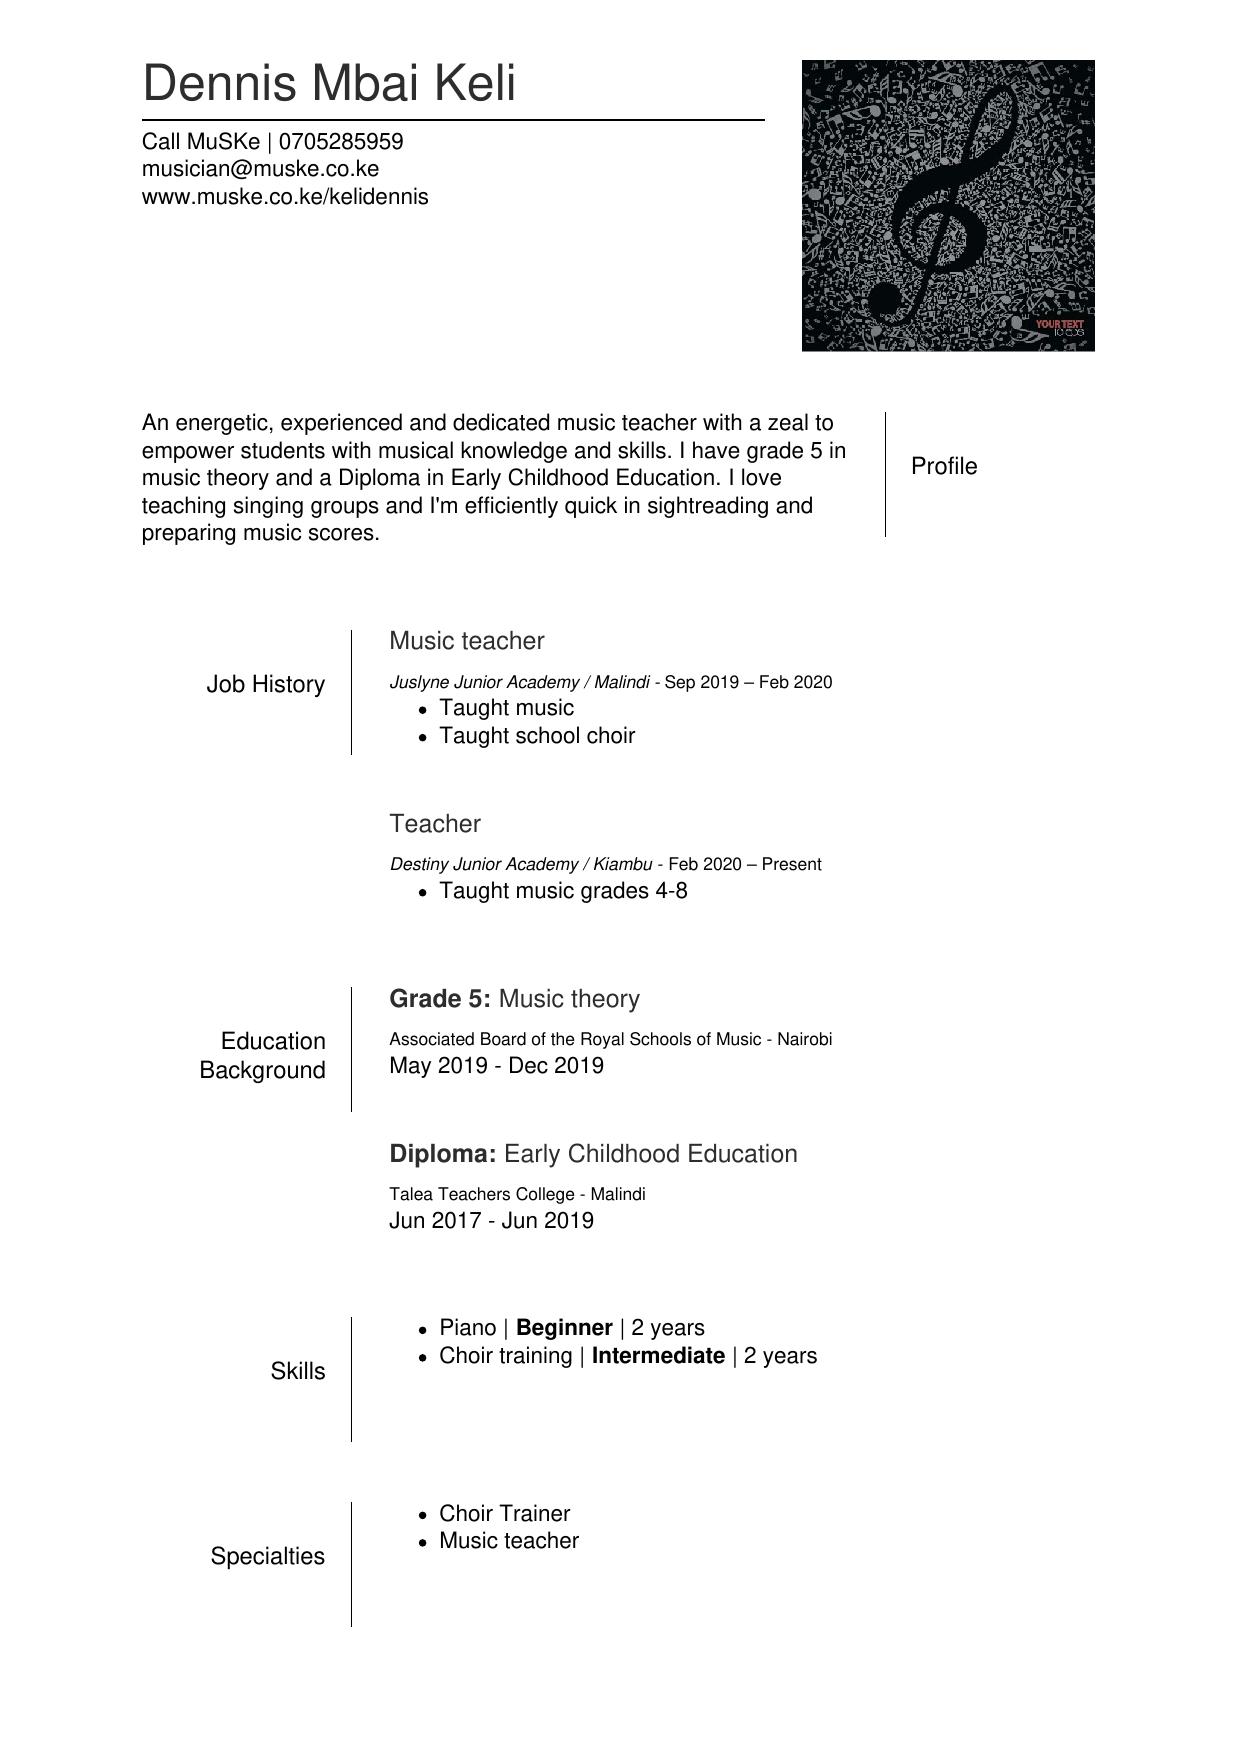 Dennis Mbai Keli
Call MuSKe | 0705285959
musician@muske.co.ke
www.muske.co.ke/kelidennis
YOUR TEXT
An energetic, experienced and dedicated music teacher with a zeal to
empower students with musical knowledge and skills. I have grade 5 in
music theory and a Diploma in Early Childhood Education. I love
teaching singing groups and I'm efficiently quick in sightreading and
preparing music scores.
Profile
Job History
Music teacher
Juslyne Junior Academy / Malindi - Sep 2019 – Feb 2020
• Taught music
• Taught school choir
Teacher
Destiny Junior Academy / Kiambu - Feb 2020 – Present
• Taught music grades 4-8
Education
Background
Grade 5: Music theory
Associated Board of the Royal Schools of Music - Nairobi
May 2019 - Dec 2019
Diploma: Early Childhood Education
Talea Teachers College - Malindi
Jun 2017 - Jun 2019
Skills
• Piano | Beginner | 2 years
• Choir training | Intermediate | 2 years
Specialties
• Choir Trainer
• Music teacher